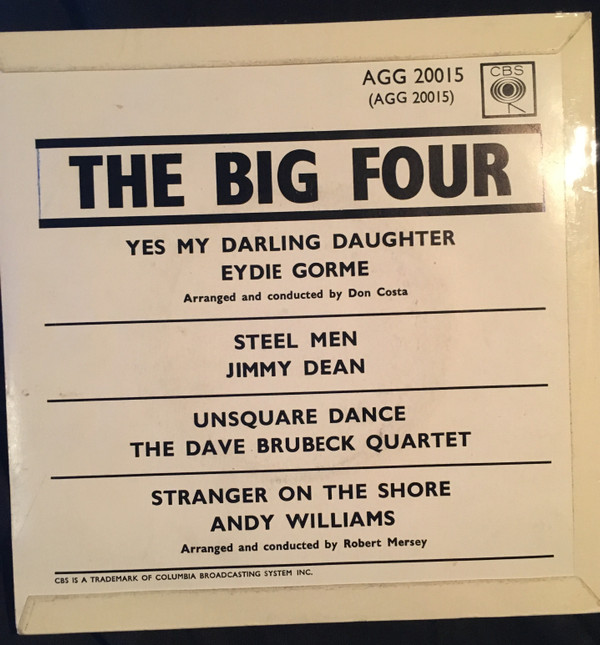 AGG 20015
(AGG 20015)
CBS
THE BIG FOUR
YES MY DARLING DAUGHTER
EYDIE GORME
Arranged and conducted by Don Costa
STEEL MEN
JIMMY DEAN
UNSQUARE DANCE
THE DAVE BRUBECK QUARTET
STRANGER ON THE SHORE
ANDY WILLIAMS
Arranged and conducted by Robert Mersey
CBS IS A TRADEMARK OF COLUMBIA BROADCASTING SYSTEM INC.